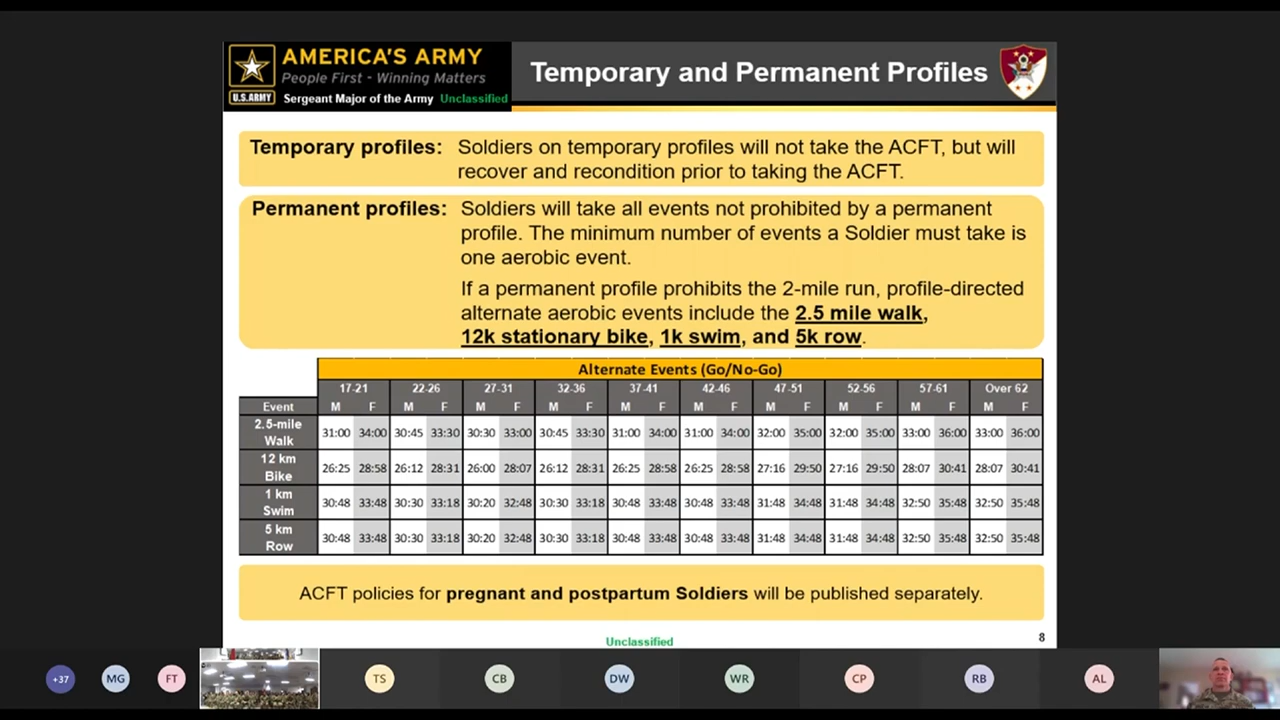 AMERICA'S ARMY
People First - Winning Matters
U.S.ARMY
Sergeant Major of the Army Unclassified
Temporary and Permanent Profiles
Temporary profiles: Soldiers on temporary profiles will not take the ACFT, but will
recover and recondition prior to taking the ACFT.
Permanent profiles: Soldiers will take all events not prohibited by a permanent
profile. The minimum number of events a Soldier must take is
one aerobic event.
If a permanent profile prohibits the 2-mile run, profile-directed
alternate aerobic events include the 2.5 mile walk,
12k stationary bike, 1k swim, and 5k row.
Alternate Events (Go/No-Go)
17-21 22-26 27-31 32-36 37-41 42-46 47-51 52-56 57-61 Over 62
Event M F M F M F M F M F M F M F M F M F M F
2.5-mile
Walk 31:00 34:00 30:45 33:30 30:30 33:00 30:45 33:30 31:00 34:00 31:00 34:00 32:00 35:00 32:00 35:00 33:00 36:00 33:00 36:00
12 km
Bike 26:25 28:58 26:12 28:31 26:00 28:07 26:12 28:31 26:25 28:58 26:25 28:58 27:16 29:50 27:16 29:50 28:07 30:41 28:07 30:41
1 km
Swim 30:48 33:48 30:30 33:18 30:20 32:48 30:30 33:18 30:48 33:48 30:48 33:48 31:48 34:48 31:48 34:48 32:50 35:48 32:50 35:48
5 km
Row 30:48 33:48 30:30 33:18 30:20 32:48 30:30 33:18 30:48 33:48 30:48 33:48 31:48 34:48 31:48 34:48 32:50 35:48 32:50 35:48
ACFT policies for pregnant and postpartum Soldiers will be published separately.
Unclassified
8
+37 MG FT TS CB DW WR CP RB AL